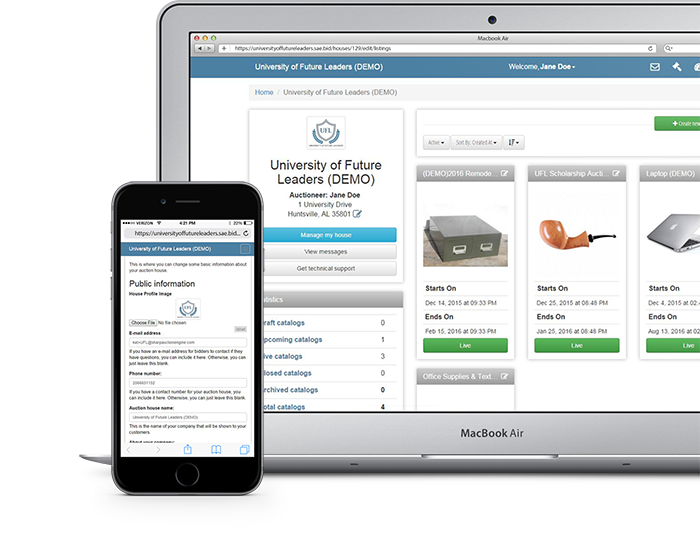 Macbook Air
https://universityoffutureleaders.sae.bid/houses/129/edit/listings
University of Future Leaders (DEMO)
Welcome, Jane Doe
Home / University of Future Leaders (DEMO)
UFL
University of Future
Leaders (DEMO)
Auctioneer: Jane Doe
1 University Drive
Huntsville, AL 35801
Manage my house
View messages
Get technical support
atistics
raft catalogs 0
pcoming catalogs 1
ive catalogs 3
losed catalogs 0
rchived catalogs 0
otal catalogs 4
Create new
Active
Sort By: Created At
(DEMO)2016 Remode...
Starts On
Dec 14, 2015 at 09:33 PM
Ends On
Feb 15, 2016 at 09:33 PM
Live
UFL Scholarship Aucti...
Starts On
Dec 25, 2015 at 08:48 PM
Ends On
Jan 25, 2016 at 08:48 PM
Live
Laptop (DEMO)
Starts On
Dec 4, 2015 at 02:4
Ends On
Aug 13, 2016 at 02
Live
Office Supplies & Text...
MacBook Air
VERIZON
4:21 PM
22%
https://universityoffutureleaders.sae.bid...
University of Future Leaders (DEMO)
This is where you can change some basic information about
your auction house.
Public information
House Profile Image
Choose File No file chosen
E-mail address
If you have an e-mail address for bidders to contact if they
have questions, you can include it here. Otherwise, you can
just leave this blank.
Phone number:
If you have a contact number for your auction house, you
can include it here. Otherwise, you can just leave this blank
Auction house name:
University of Future Leaders (DEMO)
This is the name of your company that will be shown to your
customers.
About your company: